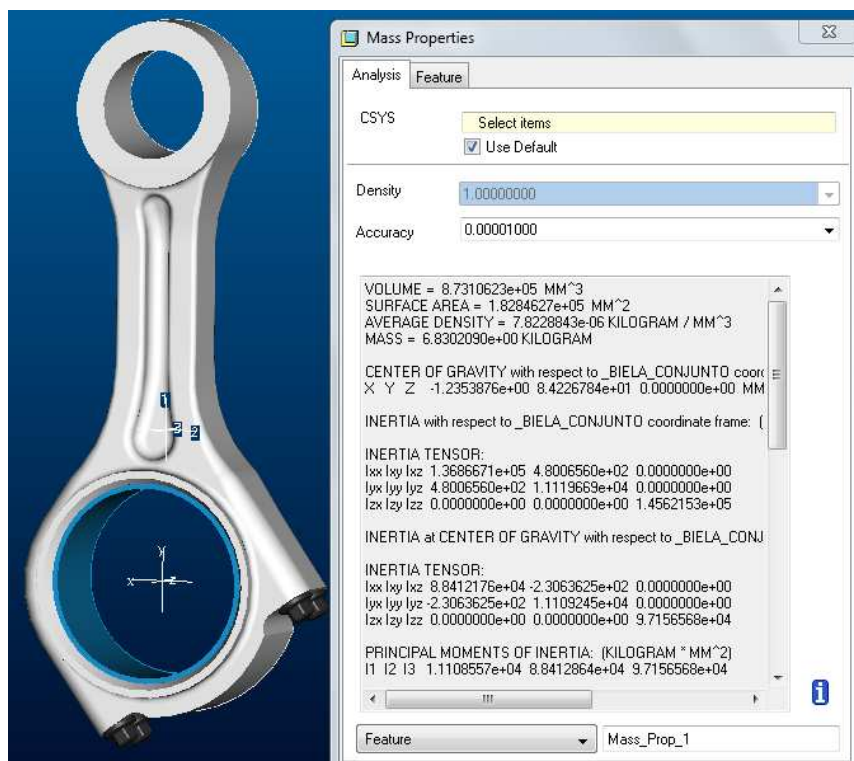 Mass Properties
Analysis Feature
CSYS Select items
Use Default
Density 1.00000000
Accuracy 0.00001000
VOLUME = 8.7310623e+05 MM^3
SURFACE AREA = 1.8284627e+05 MM^2
AVERAGE DENSITY = 7.8228843e-06 KILOGRAM / MM^3
MASS = 6.8302090e+00 KILOGRAM
CENTER OF GRAVITY with respect to _BIELA_CONJUNTO coord
X Y Z -1.2353876e+00 8.4226784e+01 0.0000000e+00 MM
INERTIA with respect to _BIELA_CONJUNTO coordinate frame: (
INERTIA TENSOR:
Ixx Ixy Ixz 1.3686671e+05 4.8006560e+02 0.0000000e+00
Iyx Iyy Iyz 4.8006560e+02 1.1119669e+04 0.0000000e+00
Izx Izy Izz 0.0000000e+00 0.0000000e+00 1.4562153e+05
INERTIA at CENTER OF GRAVITY with respect to _BIELA_CONJ
INERTIA TENSOR:
Ixx Ixy Ixz 8.8412176e+04 -2.3063625e+02 0.0000000e+00
Iyx Iyy Iyz -2.3063625e+02 1.1109245e+04 0.0000000e+00
Izx Izy Izz 0.0000000e+00 0.0000000e+00 9.7156568e+04
PRINCIPAL MOMENTS OF INERTIA: (KILOGRAM * MM^2)
I1 I2 I3 1.1108557e+04 8.8412864e+04 9.7156568e+04
Feature Mass_Prop_1
1
3 2
Y
X Z